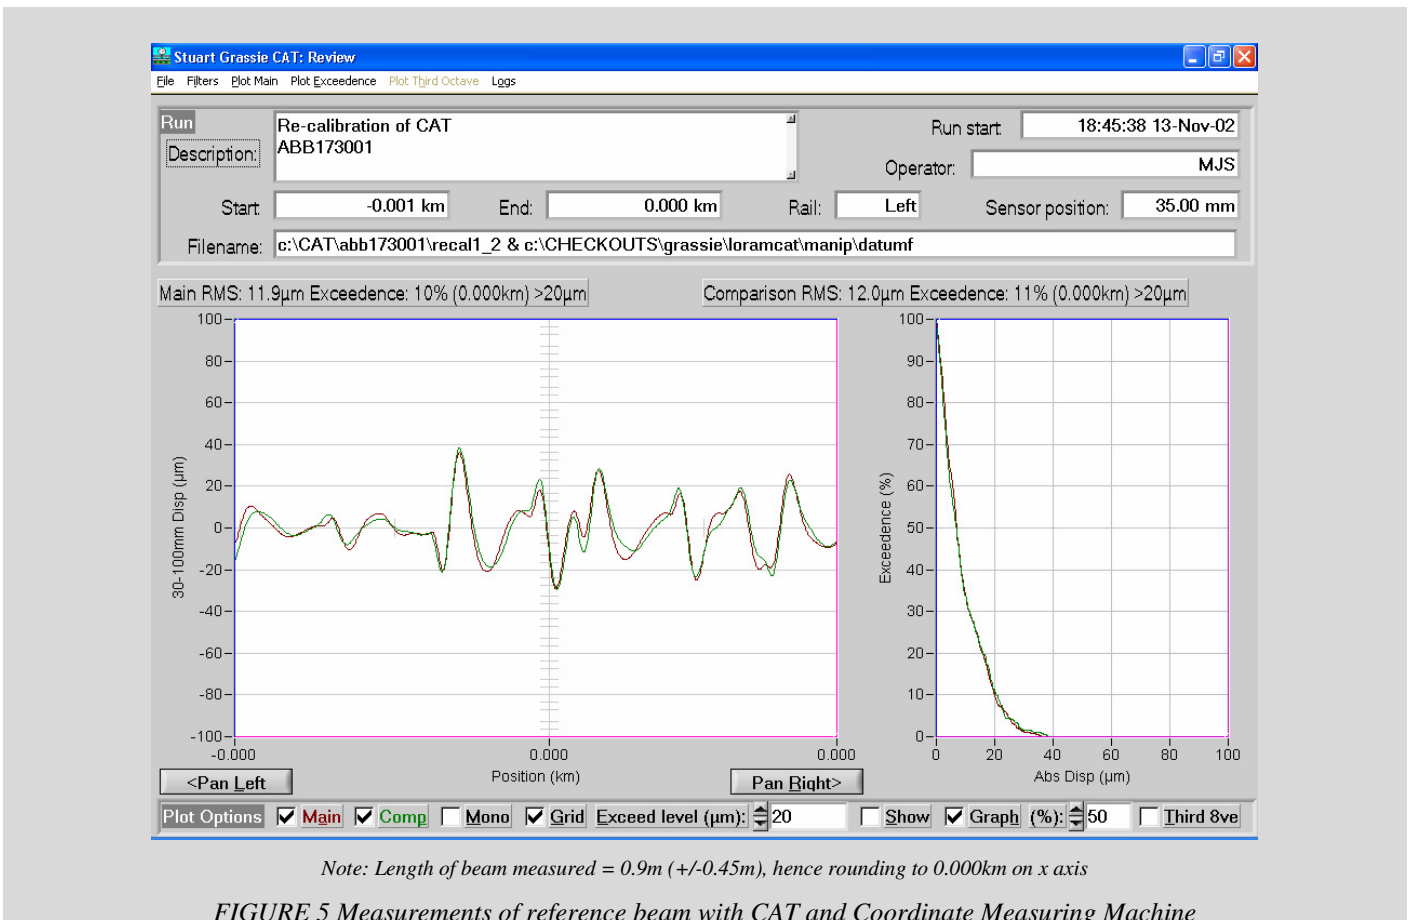 Stuart Grassie CAT: Review
File Filters Plot Main Plot Exceedence Plot Third Octave Logs
Run
Description:
Re-calibration of CAT
ABB173001
Run start:
18:45:38 13-Nov-02
Operator:
MJS
Start:
-0.001 km
End:
0.000 km
Rail:
Left
Sensor position:
35.00 mm
Filename:
c:\CAT\abb173001\recal1_2 & c:\CHECKOUTS\grassie\loramcat\manip\datumf
Main RMS: 11.9µm Exceedence: 10% (0.000km) >20µm
Comparison RMS: 12.0µm Exceedence: 11% (0.000km) >20µm
30-100mm Disp (µm)
100
80
60
40
20
0
-20
-40
-60
-80
-100
-0.000 0.000 0.000
Position (km)
Exceedence (%)
100
90
80
70
60
50
40
30
20
10
0
0 20 40 60 80 100
Abs Disp (µm)
<Pan Left
Pan Right>
Plot Options Main Comp Mono Grid Exceed level (µm): 20 Show Graph (%): 50 Third 8ve
Note: Length of beam measured = 0.9m (+/-0.45m), hence rounding to 0.000km on x axis
FIGURE 5 Measurements of reference beam with CAT and Coordinate Measuring Machine